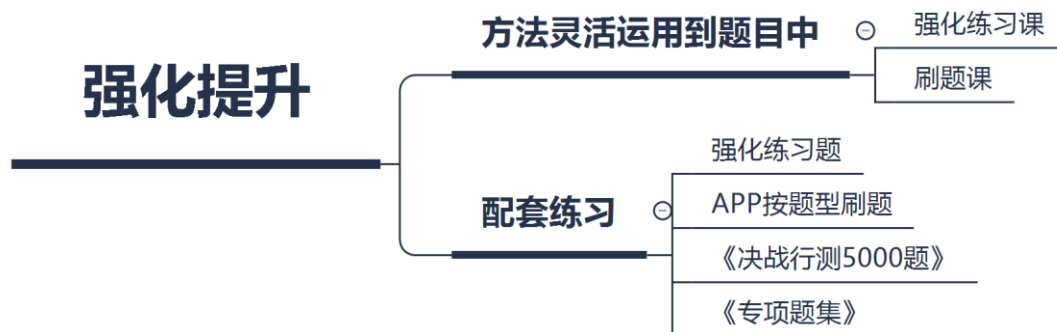 强化提升
方法灵活运用到题目中
强化练习课
刷题课
配套练习
强化练习题
APP按题型刷题
《决战行测5000题》
《专项题集》